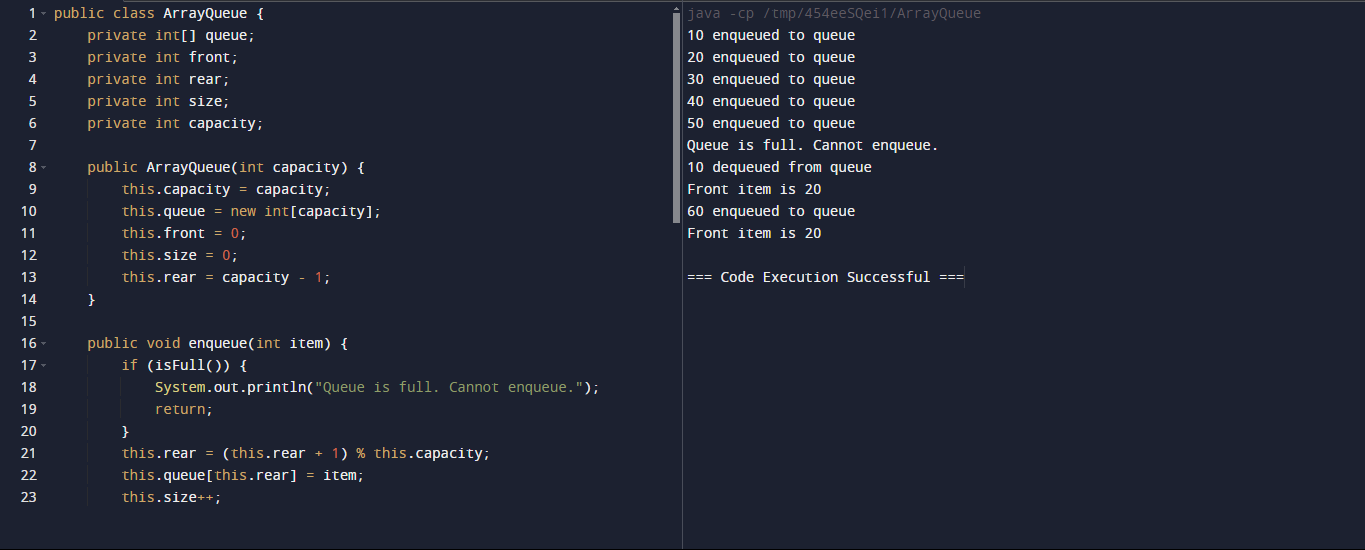 1 public class ArrayQueue {
2     private int[] queue;
3     private int front;
4     private int rear;
5     private int size;
6     private int capacity;
7
8     public ArrayQueue(int capacity) {
9         this.capacity = capacity;
10         this.queue = new int[capacity];
11         this.front = 0;
12         this.size = 0;
13         this.rear = capacity - 1;
14     }
15
16     public void enqueue(int item) {
17         if (isFull()) {
18             System.out.println("Queue is full. Cannot enqueue.");
19             return;
20         }
21         this.rear = (this.rear + 1) % this.capacity;
22         this.queue[this.rear] = item;
23         this.size++;
java -cp /tmp/454eeSQei1/ArrayQueue
10 enqueued to queue
20 enqueued to queue
30 enqueued to queue
40 enqueued to queue
50 enqueued to queue
Queue is full. Cannot enqueue.
10 dequeued from queue
Front item is 20
60 enqueued to queue
Front item is 20
=== Code Execution Successful ===